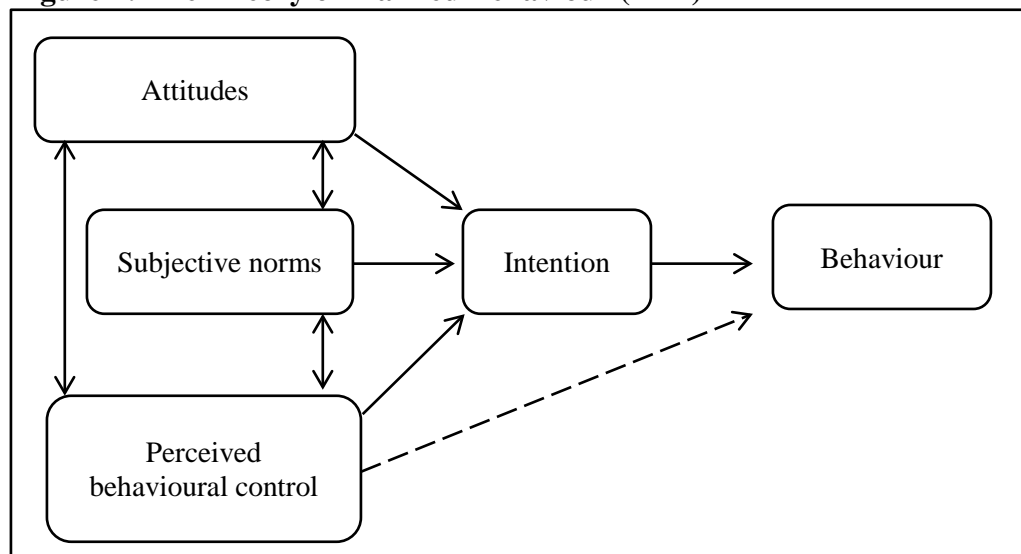 Attitudes
Subjective norms
Intention
Behaviour
Perceived
behavioural control